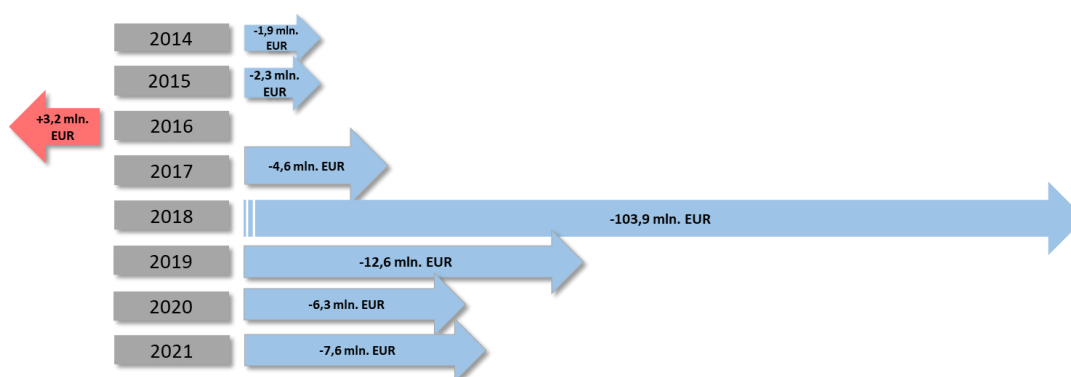 2014
-1,9 mln.
EUR
2015
-2,3 mln.
EUR
+3,2 mln.
EUR
2016
2017
-4,6 mln. EUR
2018
-103,9 mln. EUR
2019
-12,6 mln. EUR
2020
-6,3 mln. EUR
2021
-7,6 mln. EUR